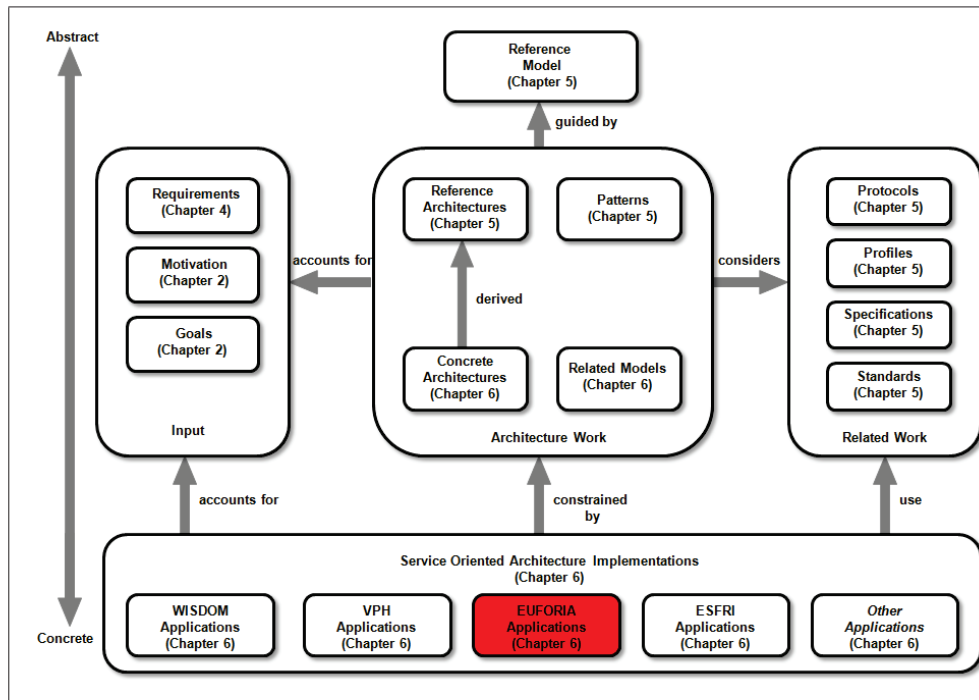 Abstract
Reference
Model
(Chapter 5)
guided by
Requirements
(Chapter 4)
Motivation
(Chapter 2)
Goals
(Chapter 2)
Input
accounts for
Reference
Architectures
(Chapter 5)
Patterns
(Chapter 5)
derived
Concrete
Architectures
(Chapter 6)
Related Models
(Chapter 6)
Architecture Work
considers
Protocols
(Chapter 5)
Profiles
(Chapter 5)
Specifications
(Chapter 5)
Standards
(Chapter 5)
Related Work
accounts for
constrained
by
use
Service Oriented Architecture Implementations
(Chapter 6)
WISDOM
Applications
(Chapter 6)
VPH
Applications
(Chapter 6)
EUFORIA
Applications
(Chapter 6)
ESFRI
Applications
(Chapter 6)
Other
Applications
(Chapter 6)
Concrete